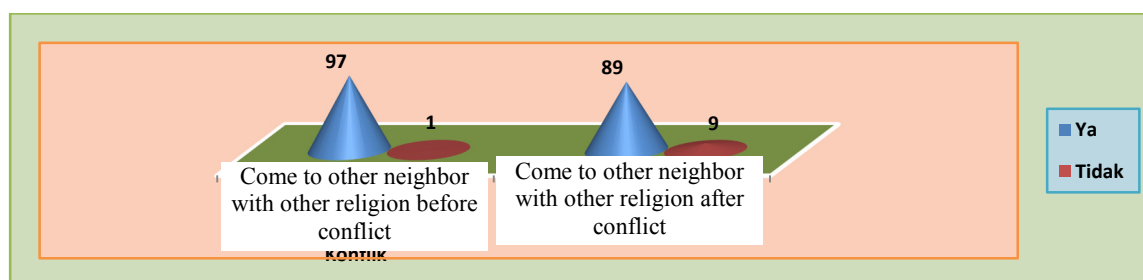 97
89
1
9
Ya
Tidak
Come to other neighbor
with other religion before
conflict
Come to other neighbor
with other religion after
conflict
Konflik